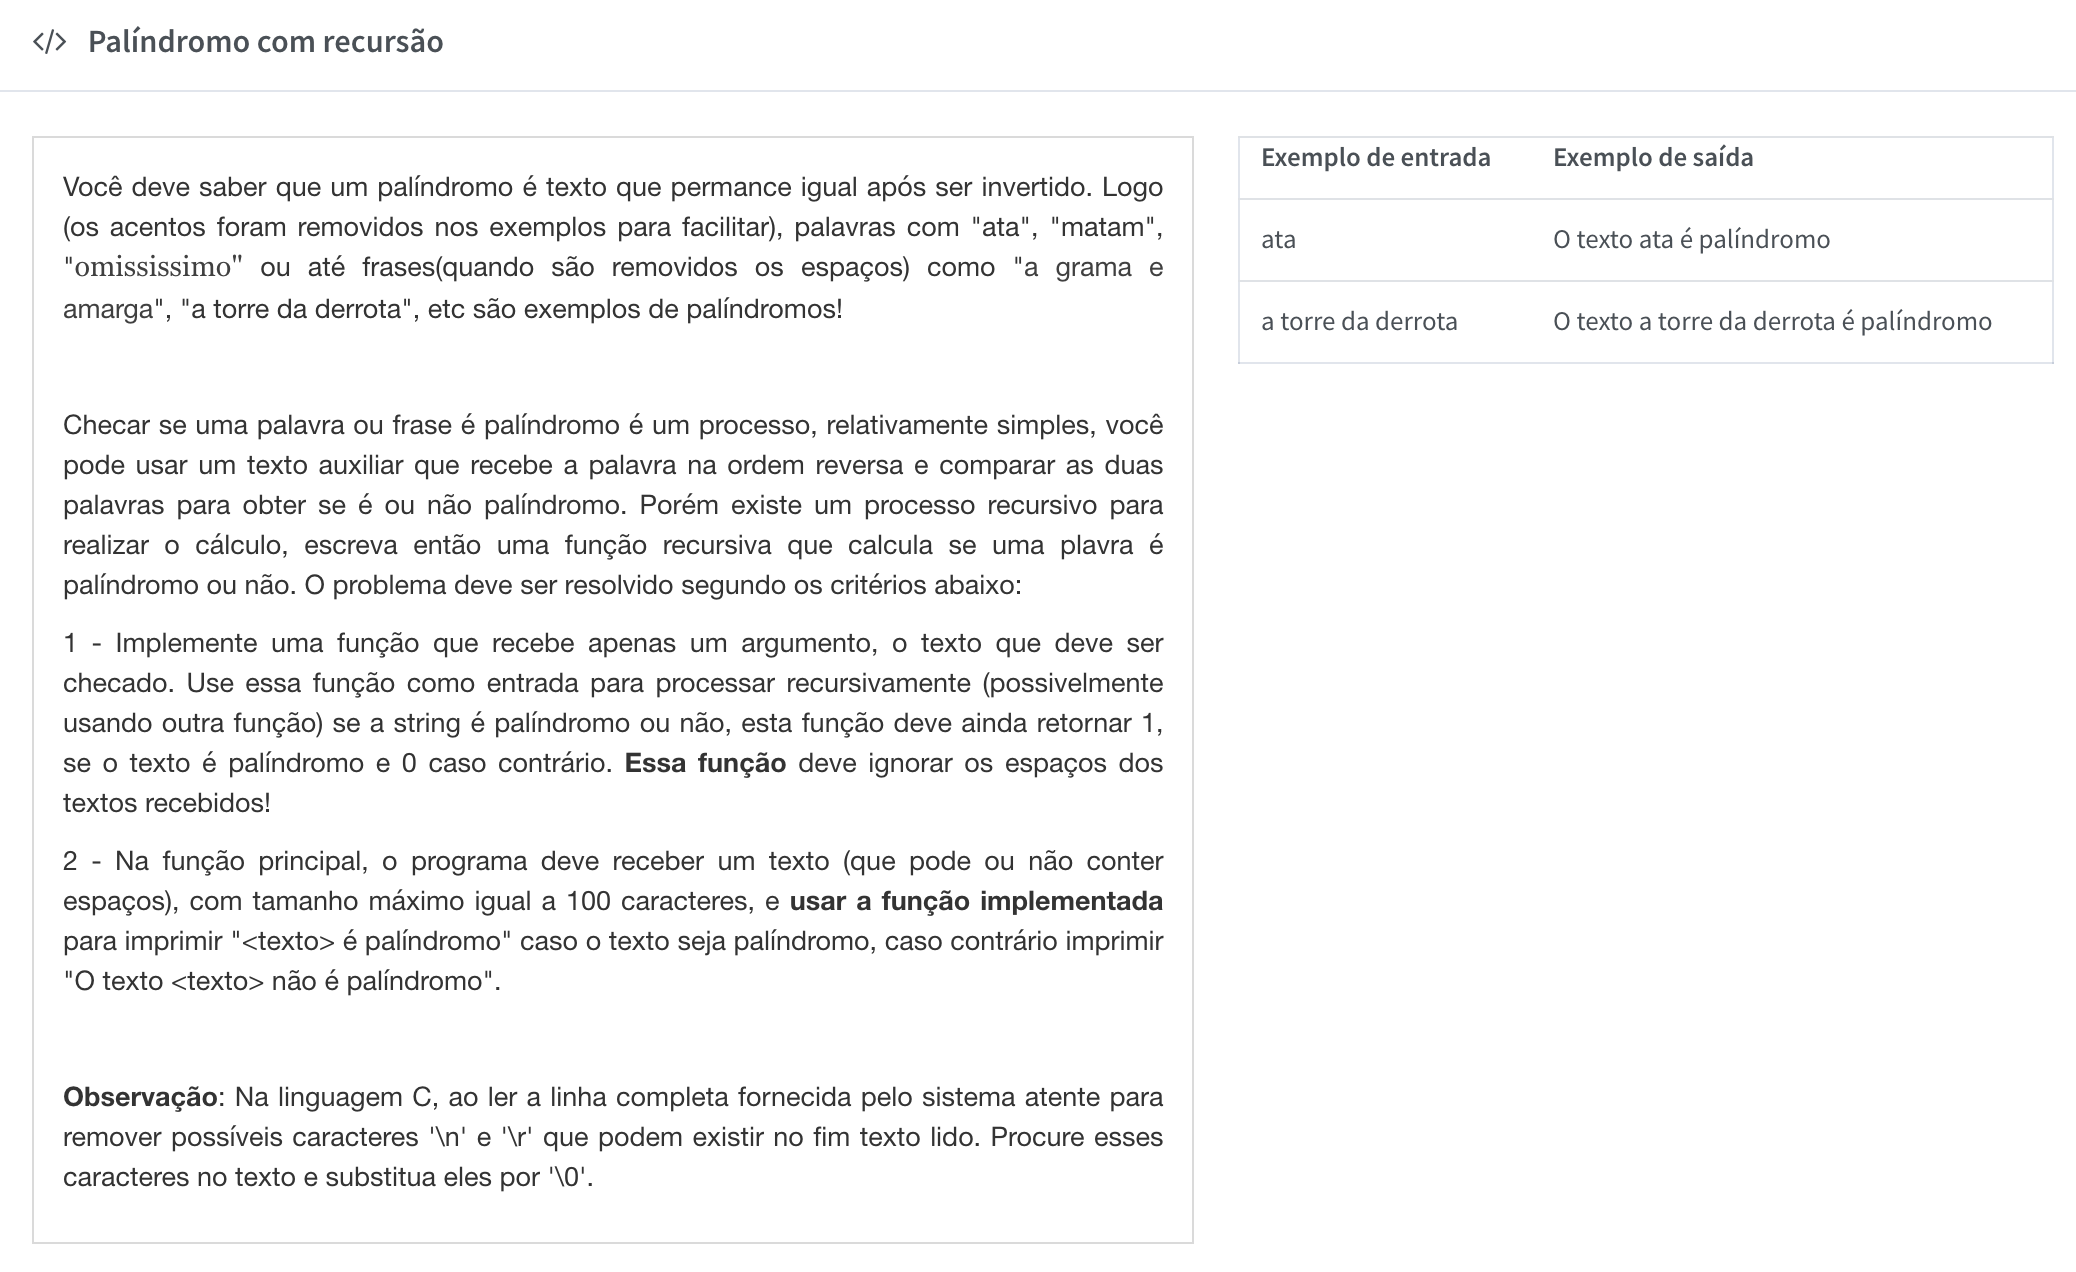 </> Palíndromo com recursão
Você deve saber que um palíndromo é texto que permance igual após ser invertido. Logo
(os acentos foram removidos nos exemplos para facilitar), palavras com "ata", "matam",
"omississimo" ou até frases(quando são removidos os espaços) como "a grama e
amarga", "a torre da derrota", etc são exemplos de palíndromos!
Checar se uma palavra ou frase é palíndromo é um processo, relativamente simples, você
pode usar um texto auxiliar que recebe a palavra na ordem reversa e comparar as duas
palavras para obter se é ou não palíndromo. Porém existe um processo recursivo para
realizar o cálculo, escreva então uma função recursiva que calcula se uma plavra é
palíndromo ou não. O problema deve ser resolvido segundo os critérios abaixo:
1 - Implemente uma função que recebe apenas um argumento, o texto que deve ser
checado. Use essa função como entrada para processar recursivamente (possivelmente
usando outra função) se a string é palíndromo ou não, esta função deve ainda retornar 1,
se o texto é palíndromo e 0 caso contrário. Essa função deve ignorar os espaços dos
textos recebidos!
2 - Na função principal, o programa deve receber um texto (que pode ou não conter
espaços), com tamanho máximo igual a 100 caracteres, e usar a função implementada
para imprimir "<texto> é palíndromo" caso o texto seja palíndromo, caso contrário imprimir
"O texto <texto> não é palíndromo".
Observação: Na linguagem C, ao ler a linha completa fornecida pelo sistema atente para
remover possíveis caracteres '\n' e '\r' que podem existir no fim texto lido. Procure esses
caracteres no texto e substitua eles por '\0'.
Exemplo de entrada Exemplo de saída
ata O texto ata é palíndromo
a torre da derrota O texto a torre da derrota é palíndromo